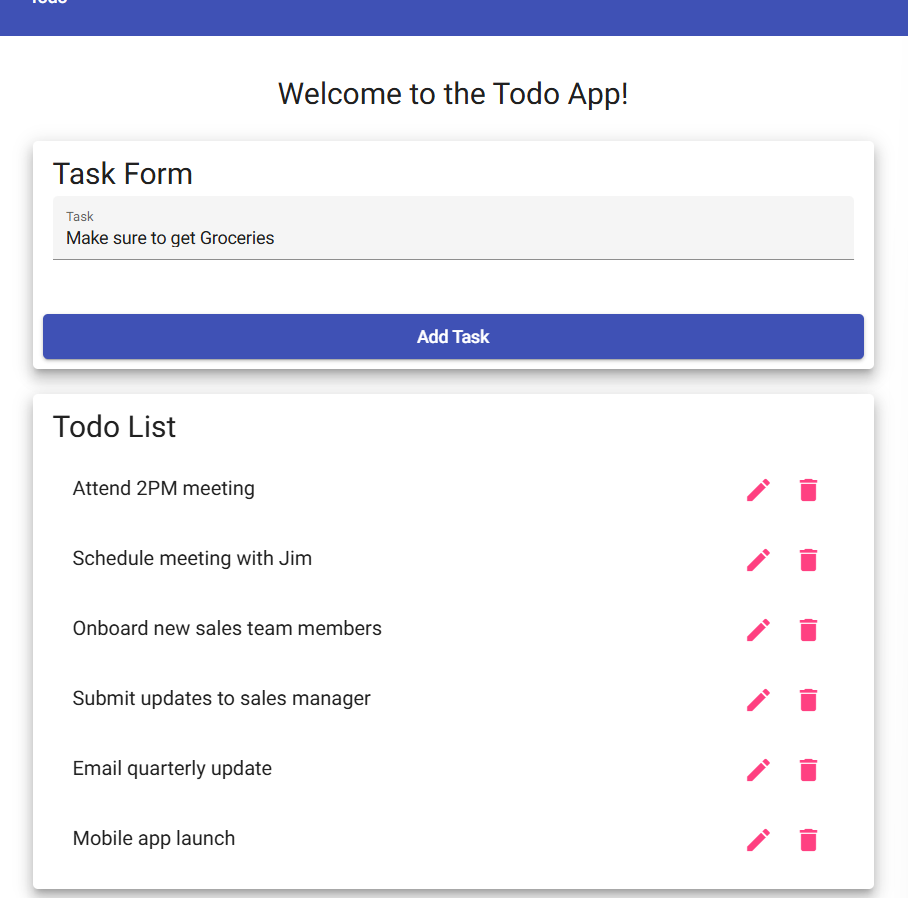 Todo
Welcome to the Todo App!
Task Form
Task
Make sure to get Groceries
Add Task
Todo List
Attend 2PM meeting
Schedule meeting with Jim
Onboard new sales team members
Submit updates to sales manager
Email quarterly update
Mobile app launch